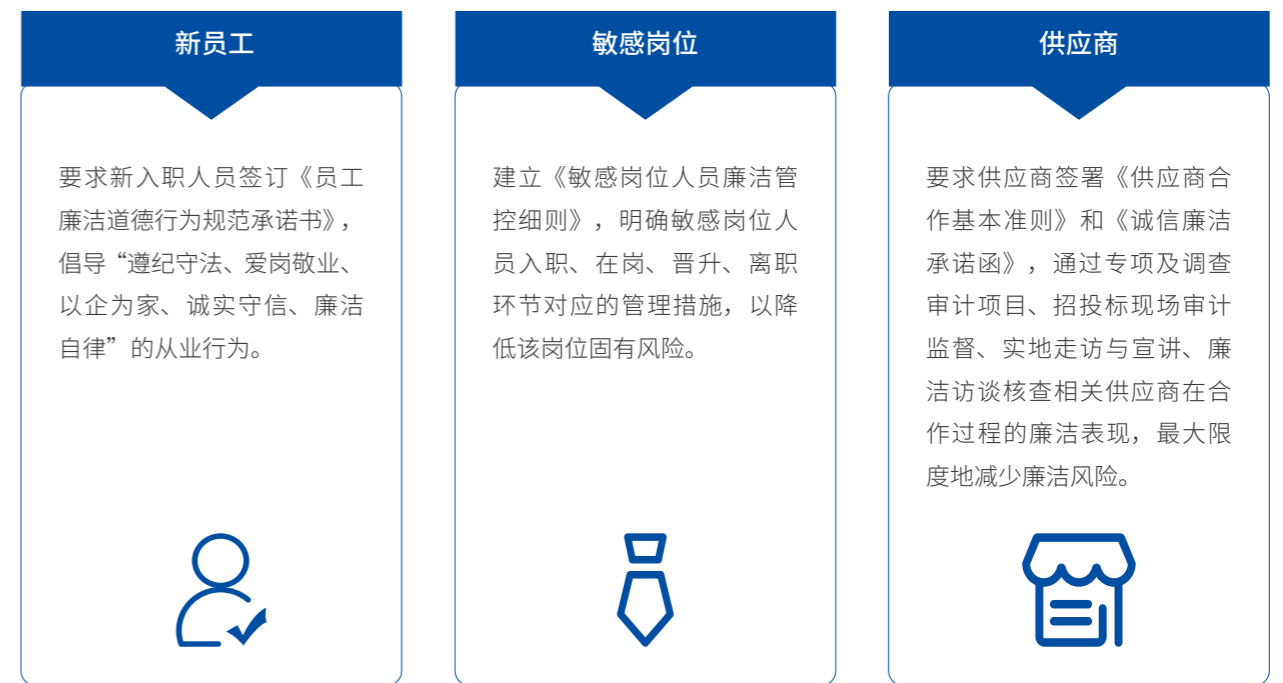 新员工
要求新入职人员签订《员工
廉洁道德行为规范承诺书》，
倡导“遵纪守法、爱岗敬业、
以企为家、诚实守信、廉洁
自律”的从业行为。
敏感岗位
建立《敏感岗位人员廉洁管
控细则》，明确敏感岗位人
员入职、在岗、晋升、离职
环节对应的管理措施，以降
低该岗位固有风险。
供应商
要求供应商签署《供应商合
作基本准则》和《诚信廉洁
承诺函》，通过专项及调查
审计项目、招投标现场审计
监督、实地走访与宣讲、廉
洁访谈核查相关供应商在合
作过程的廉洁表现，最大限
度地减少廉洁风险。